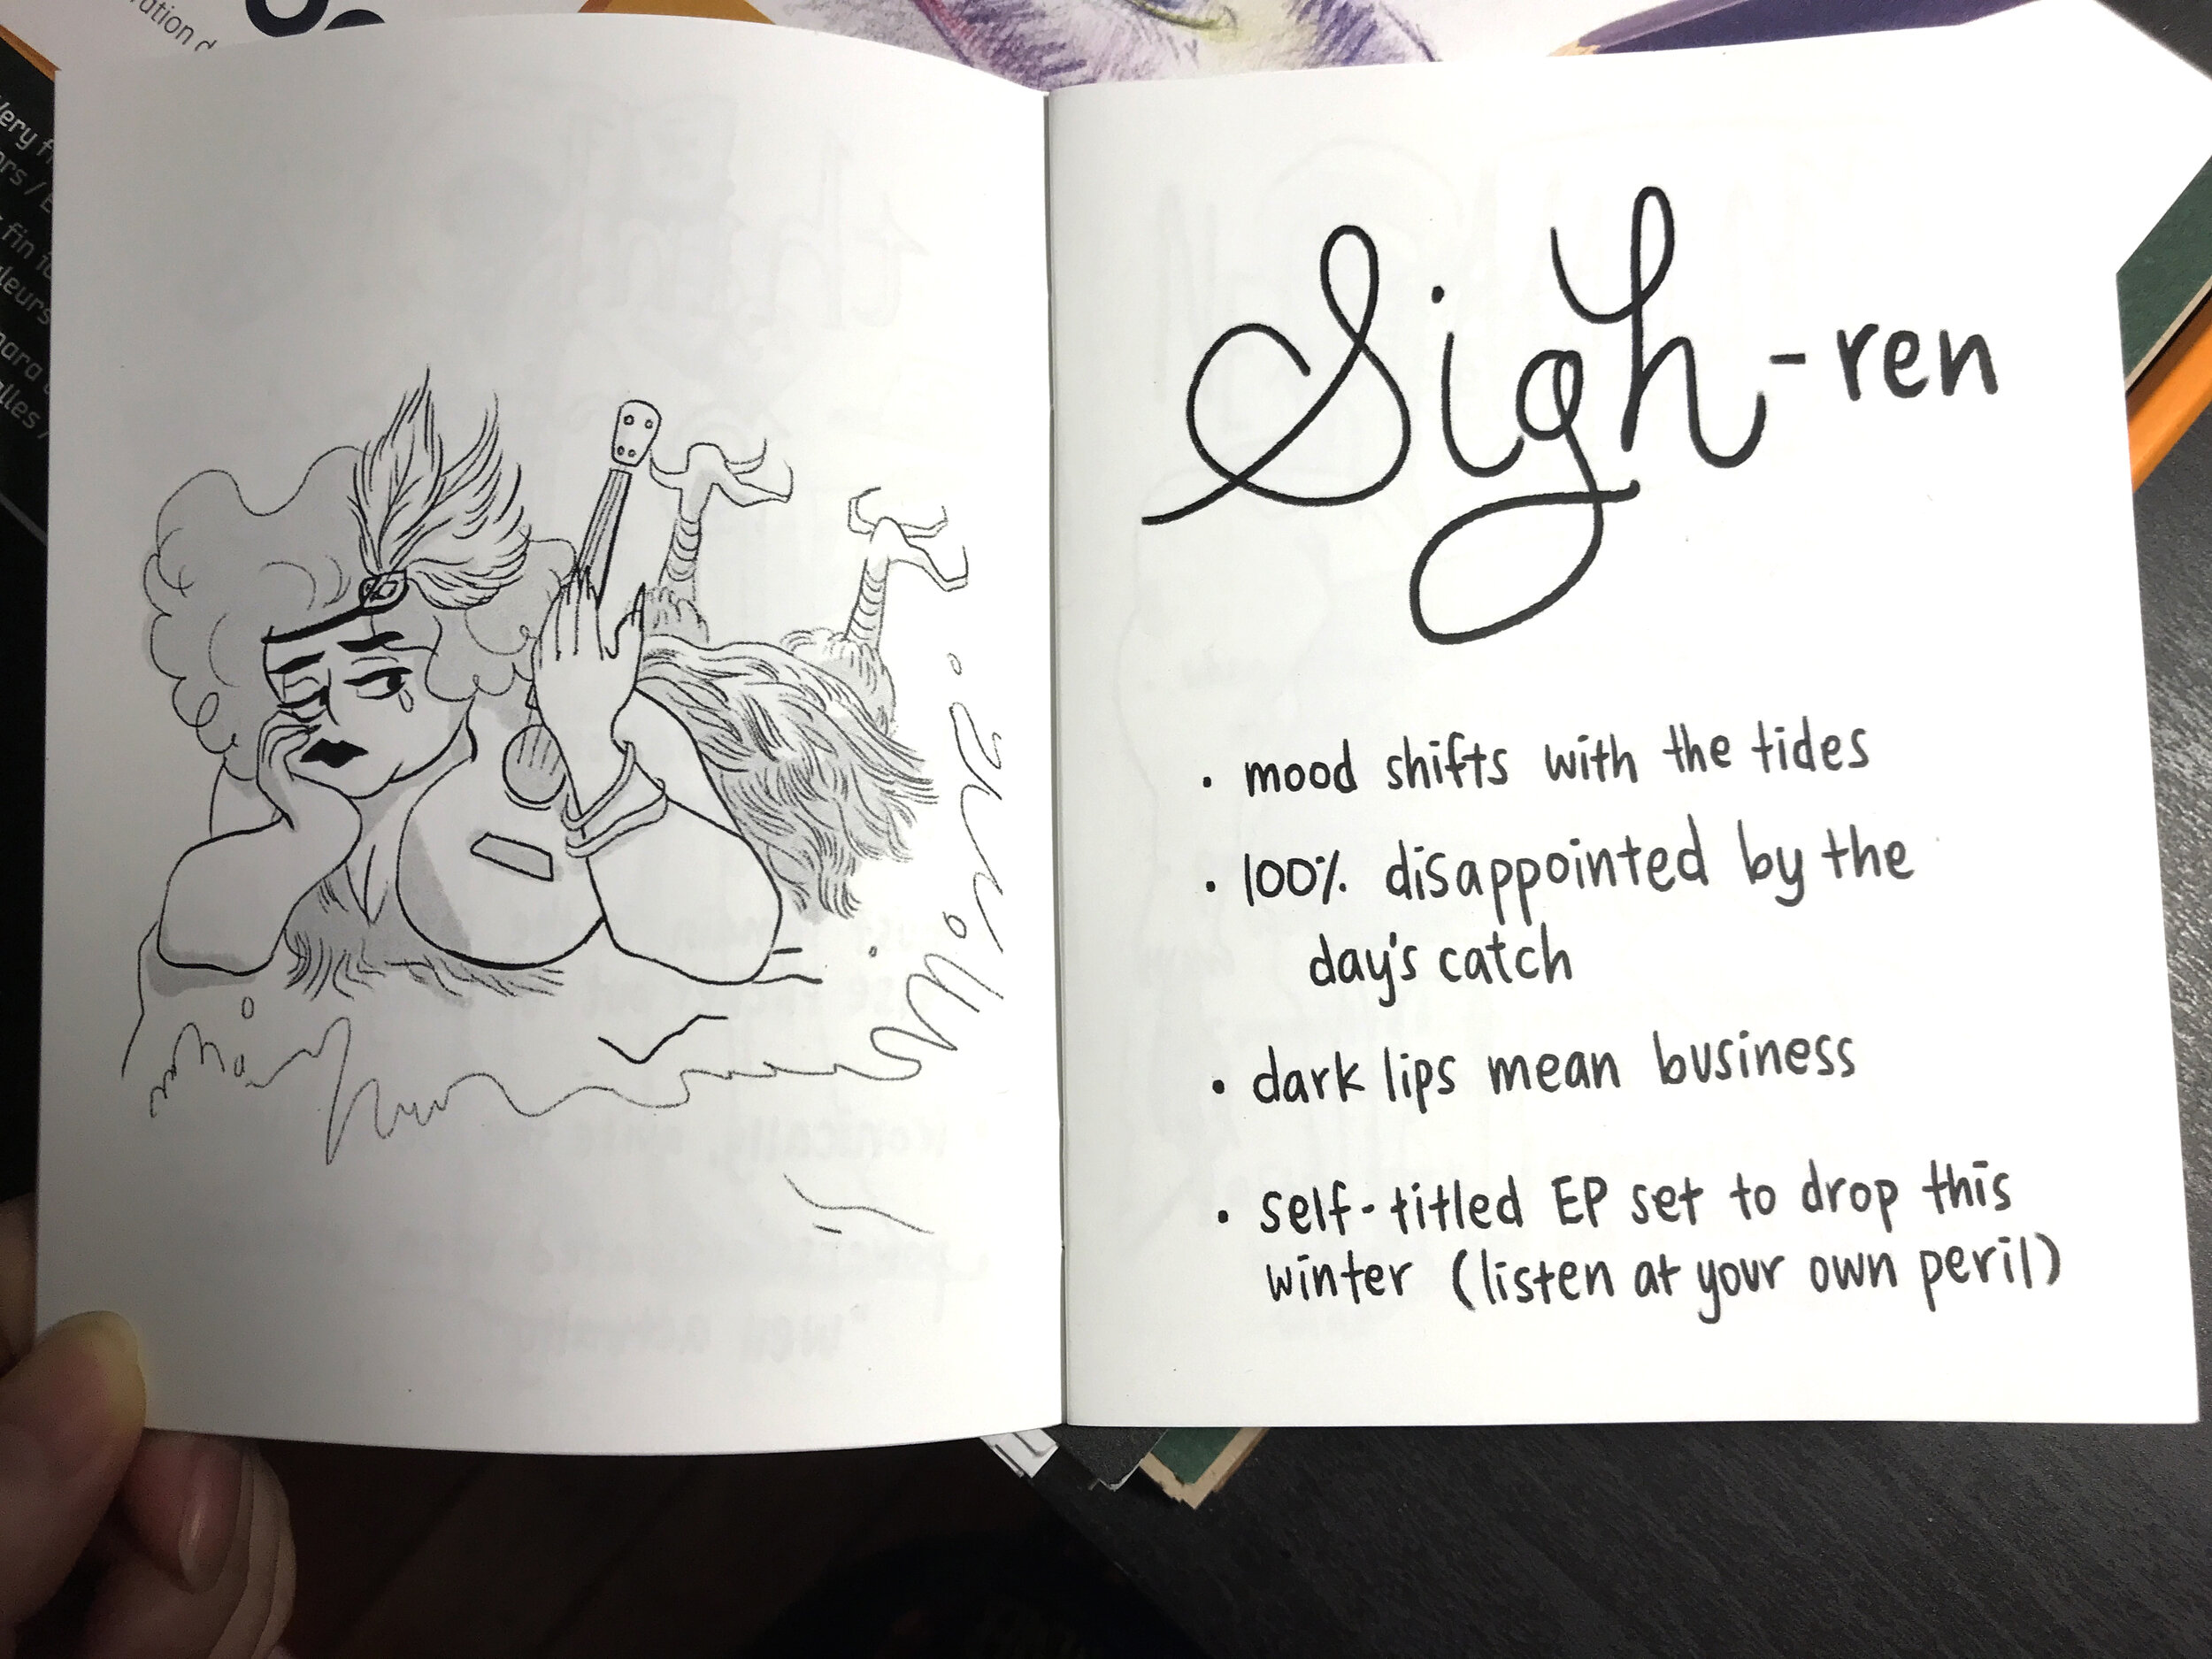 Sigh-ren
• mood shifts with the tides
• 100% disappointed by the
day's catch
• dark lips mean business
• self-titled EP set to drop this
winter (listen at your own peril)